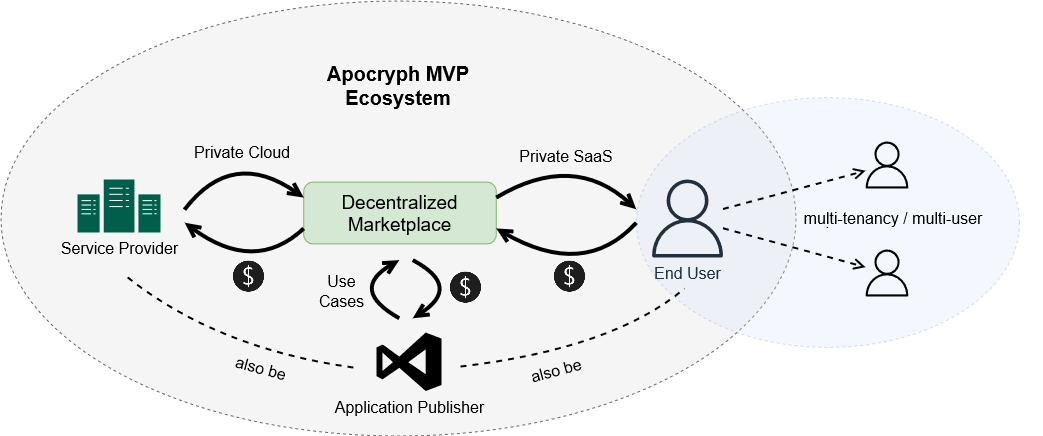 Apocryph MVP
Ecosystem
Private Cloud
Private SaaS
Decentralized
Marketplace
Service Provider
$
$
$
Use
Cases
End User
multi-tenancy / multi-user
also be
also be
Application Publisher